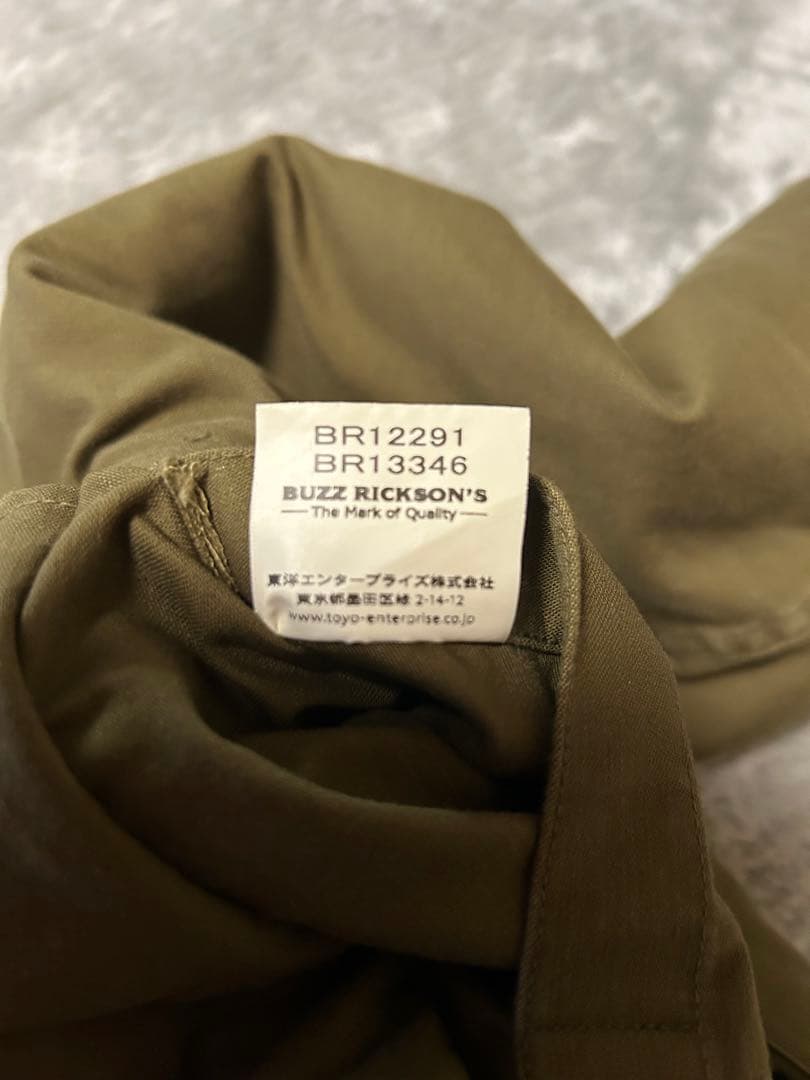 BR12291
BR13346
BUZZ RICKSON'S
The Mark of Quality
東洋エンタープライズ株式会社
東京都墨田区緑 2-14-12
www.toyo-enterprise.co.jp